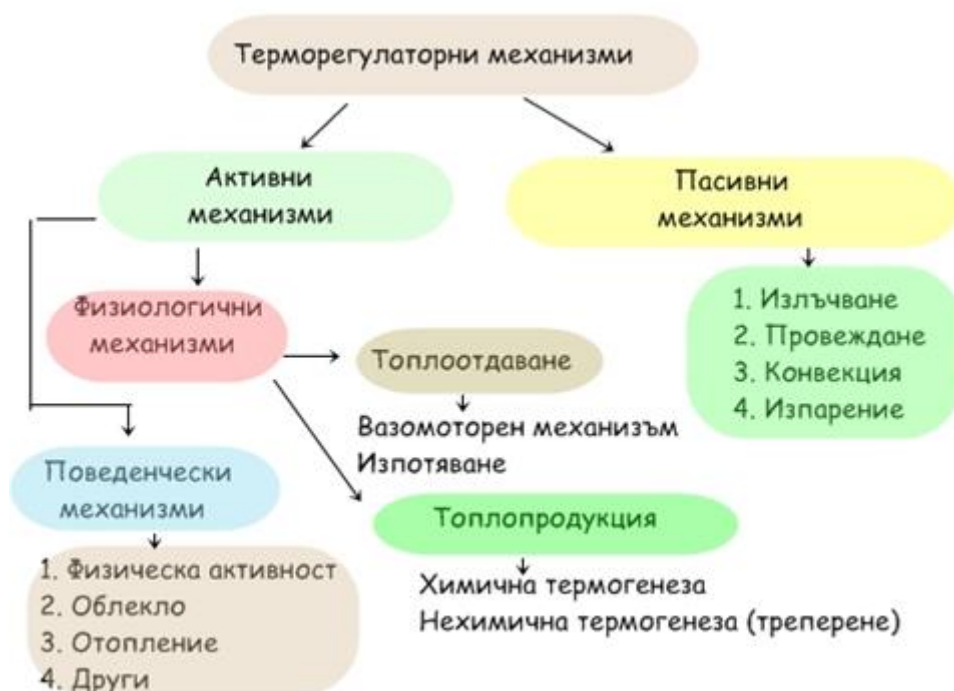 Терморегулаторни механизми
Активни
механизми
Пасивни
механизми
Физиологични
механизми
1. Излъчване
2. Провеждане
3. Конвекция
4. Изпарение
Топлоотдаване
Вазомоторен механизъм
Изпотяване
Поведенчески
механизми
Топлопродукция
1. Физическа активност
2. Облекло
3. Отопление
4. Други
Химична термогенеза
Нехимична термогенеза (треперене)